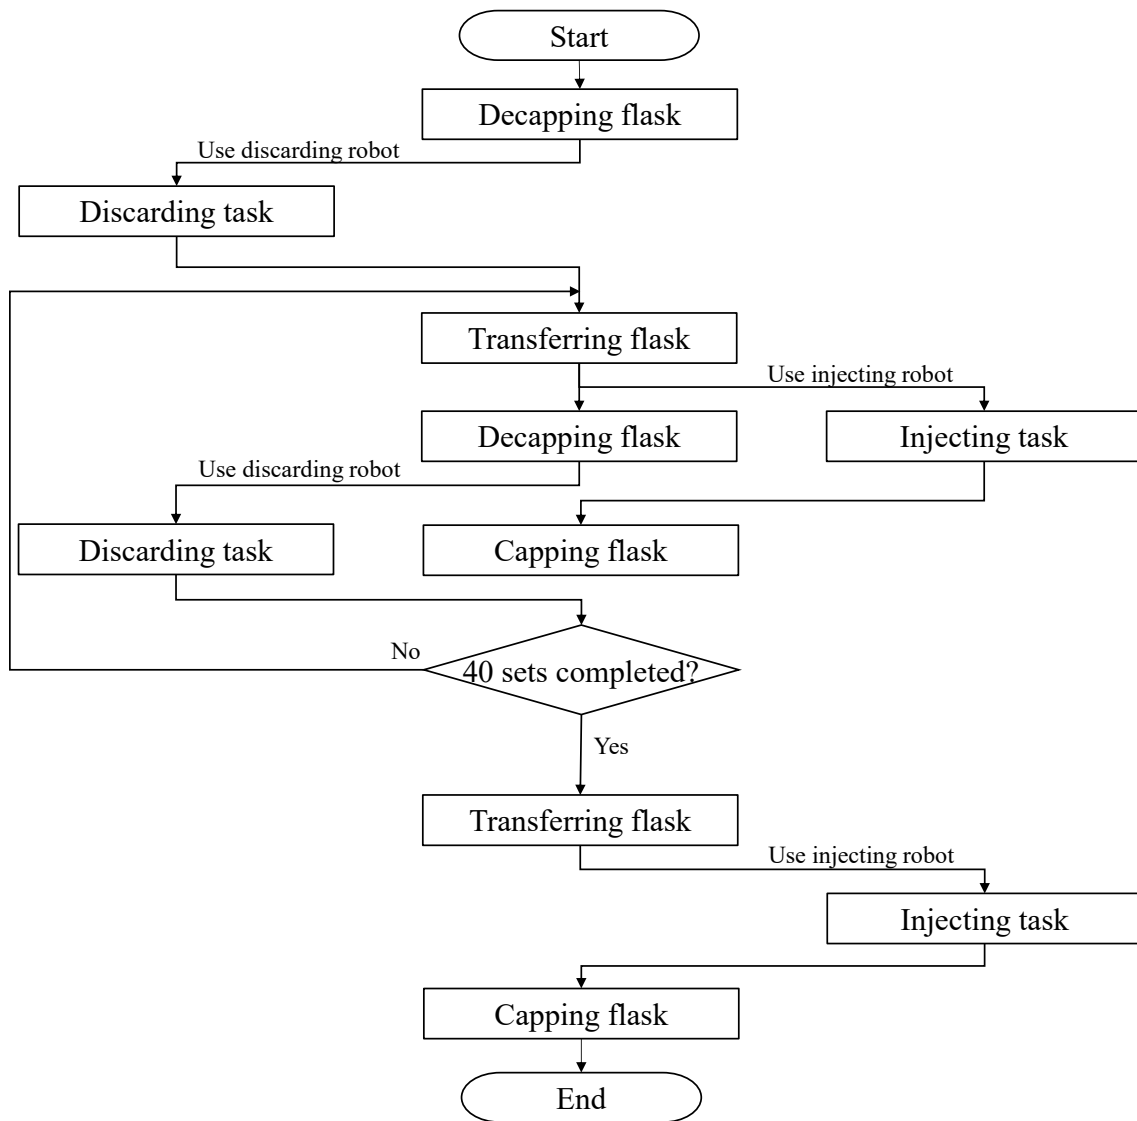 Start
Decapping flask
Use discarding robot
Discarding task
Transferring flask
Use injecting robot
Decapping flask
Injecting task
Use discarding robot
Discarding task
Capping flask
No
40 sets completed?
Yes
Transferring flask
Use injecting robot
Injecting task
Capping flask
End